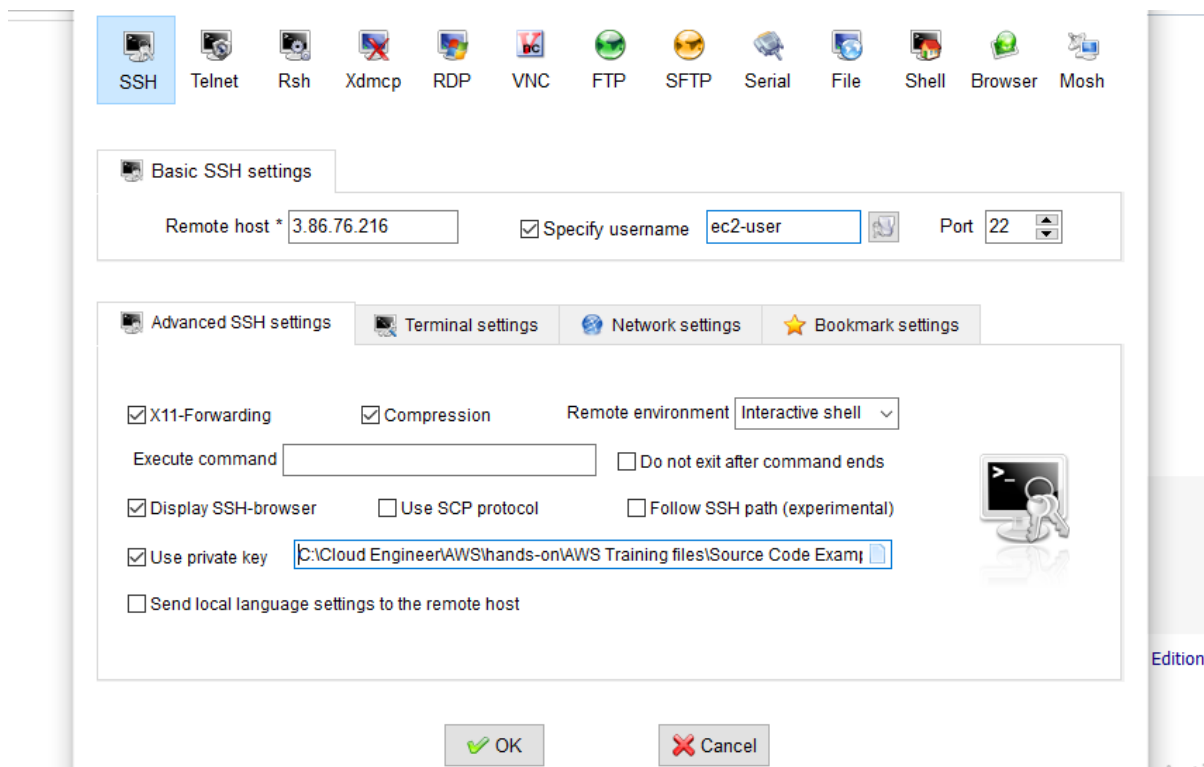 SSH Telnet Rsh Xdmcp RDP VNC FTP SFTP Serial File Shell Browser Mosh
Basic SSH settings
Remote host * 3.86.76.216 Specify username ec2-user Port 22
Advanced SSH settings Terminal settings Network settings Bookmark settings
X11-Forwarding Compression Remote environment Interactive shell
Execute command Do not exit after command ends
Display SSH-browser Use SCP protocol Follow SSH path (experimental)
Use private key C:\Cloud Engineer\AWS\hands-on\AWS Training files\Source Code Examp
Send local language settings to the remote host
Edition
OK Cancel